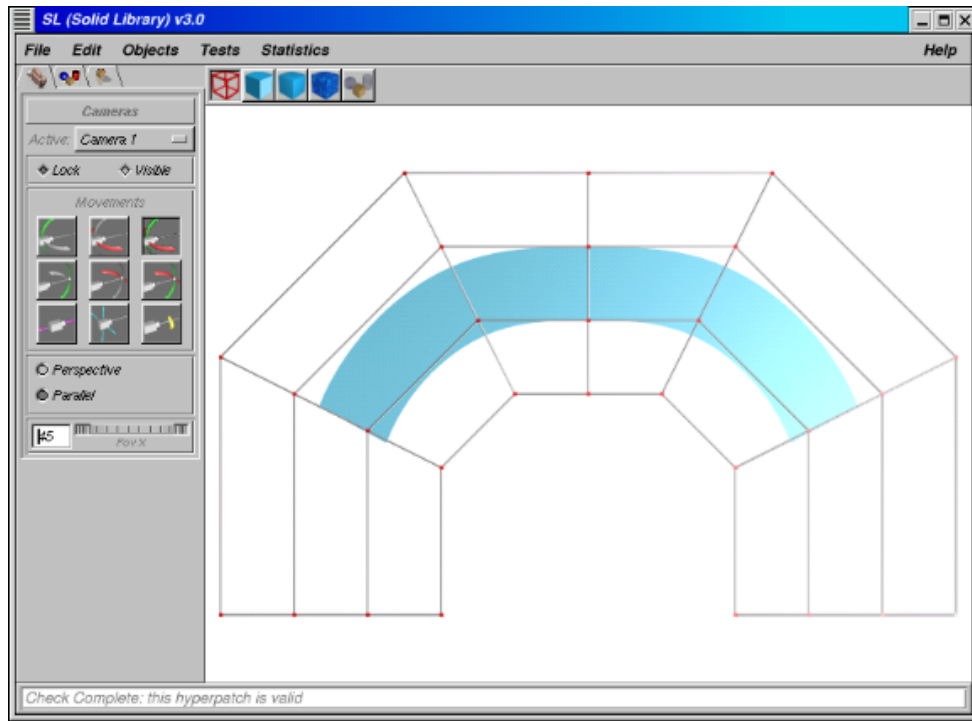 SL (Solid Library) v3.0
File Edit Objects Tests Statistics Help
Cameras
Active: Camera 1
Lock Visible
Movements
Perspective
Parallel
45
Fov X
Check Complete: this hyperpatch is valid